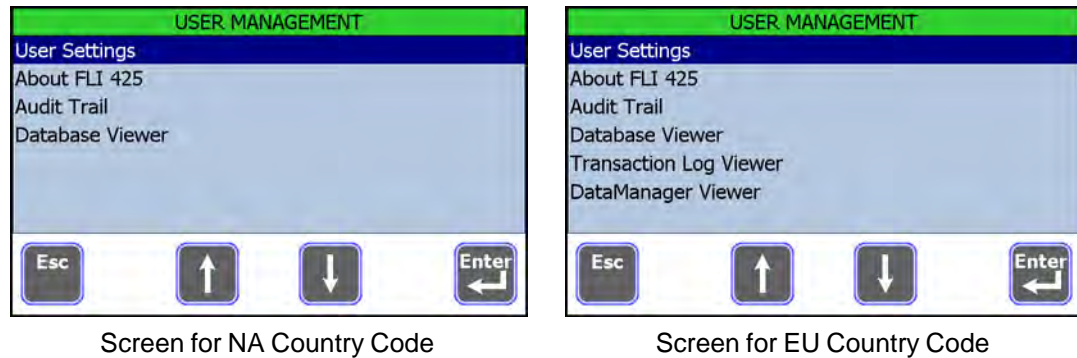 USER MANAGEMENT
User Settings
About FLI 425
Audit Trail
Database Viewer
Esc
Enter
Screen for NA Country Code
USER MANAGEMENT
User Settings
About FLI 425
Audit Trail
Database Viewer
Transaction Log Viewer
DataManager Viewer
Esc
Enter
Screen for EU Country Code